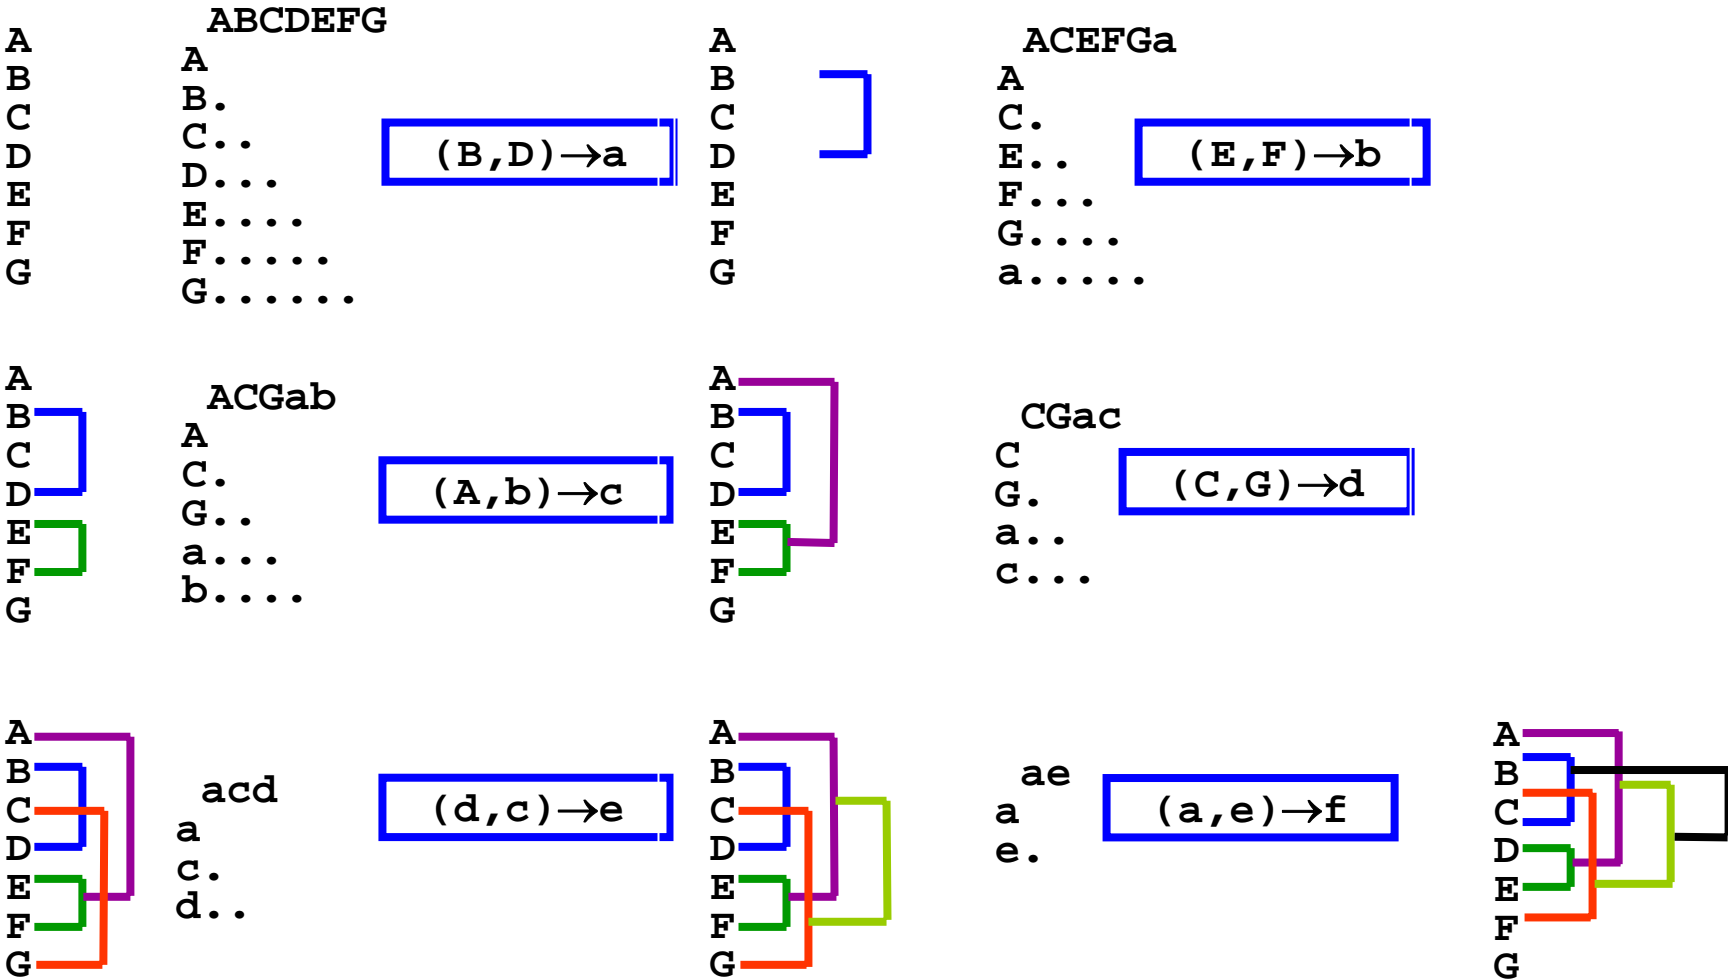 A
B
C
D
E
F
G
ABCDEFG
A
B.
C..
D...
E....
F.....
G......
(B,D)→a
A
B
C
D
E
F
G
ACEFGa
A
C.
E..
F...
G....
a.....
(E,F)→b
A
B
C
D
E
F
G
ACGab
A
C.
G..
a...
b....
(A,b)→c
A
B
C
D
E
F
G
CGac
C
G.
a..
c...
(C,G)→d
A
B
C
D
E
F
G
acd
a
c.
d..
(d,c)→e
A
B
C
D
E
F
G
ae
a
e.
(a,e)→f
A
B
C
D
E
F
G